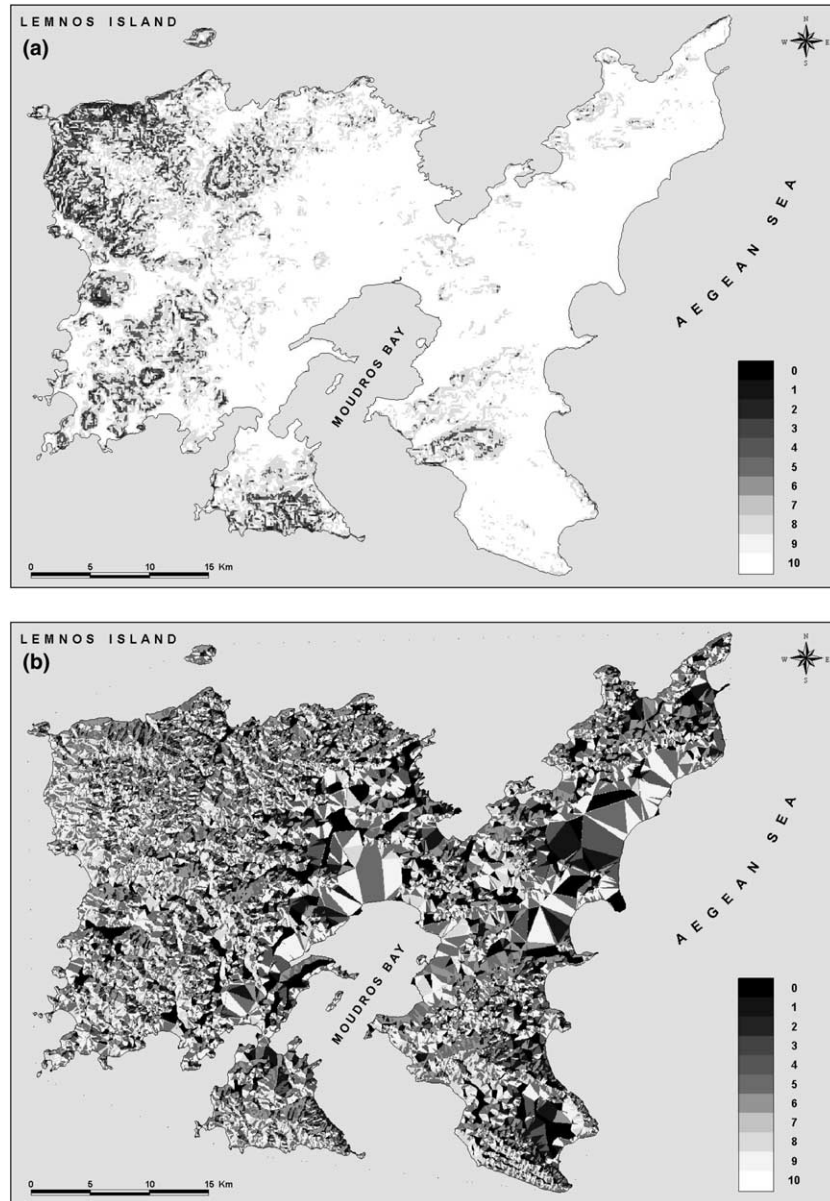 LEMNOS ISLAND
(a)
N
W E
S
AEGEAN SEA
MOUDROS BAY
0
1
2
3
4
5
6
7
8
9
10
0 5 10 15 Km
LEMNOS ISLAND
(b)
N
W E
S
AEGEAN SEA
MOUDROS BAY
0
1
2
3
4
5
6
7
8
9
10
0 5 10 15 Km